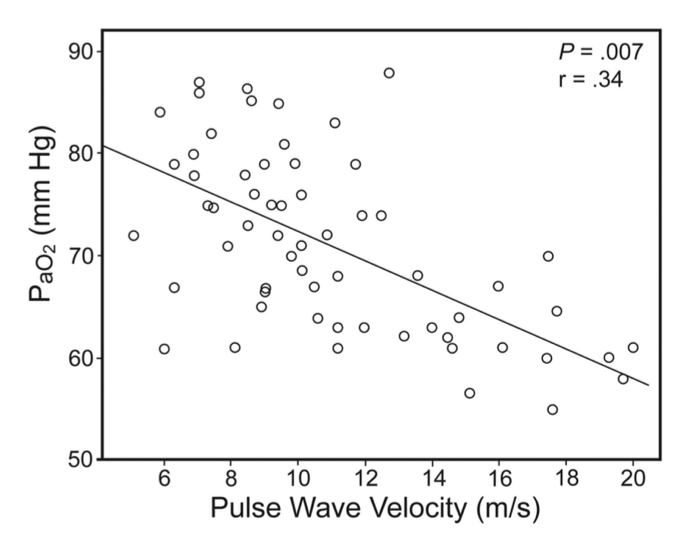 P = .007
r = .34
90
80
70
60
50
PaO2 (mm Hg)
6 8 10 12 14 16 18 20
Pulse Wave Velocity (m/s)